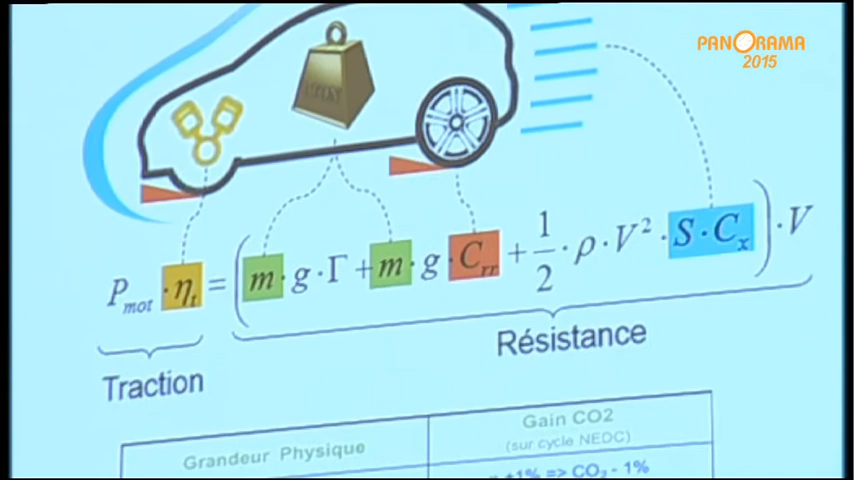 PANORAMA
2015
P_mot · η_t = ( m · g · Γ + m · g · C_rr + 1/2 · ρ · V² · S · C_x ) · V
Traction
Résistance
Grandeur Physique
Gain CO2
(sur cycle NEDC)
+1% => CO₂ - 1%